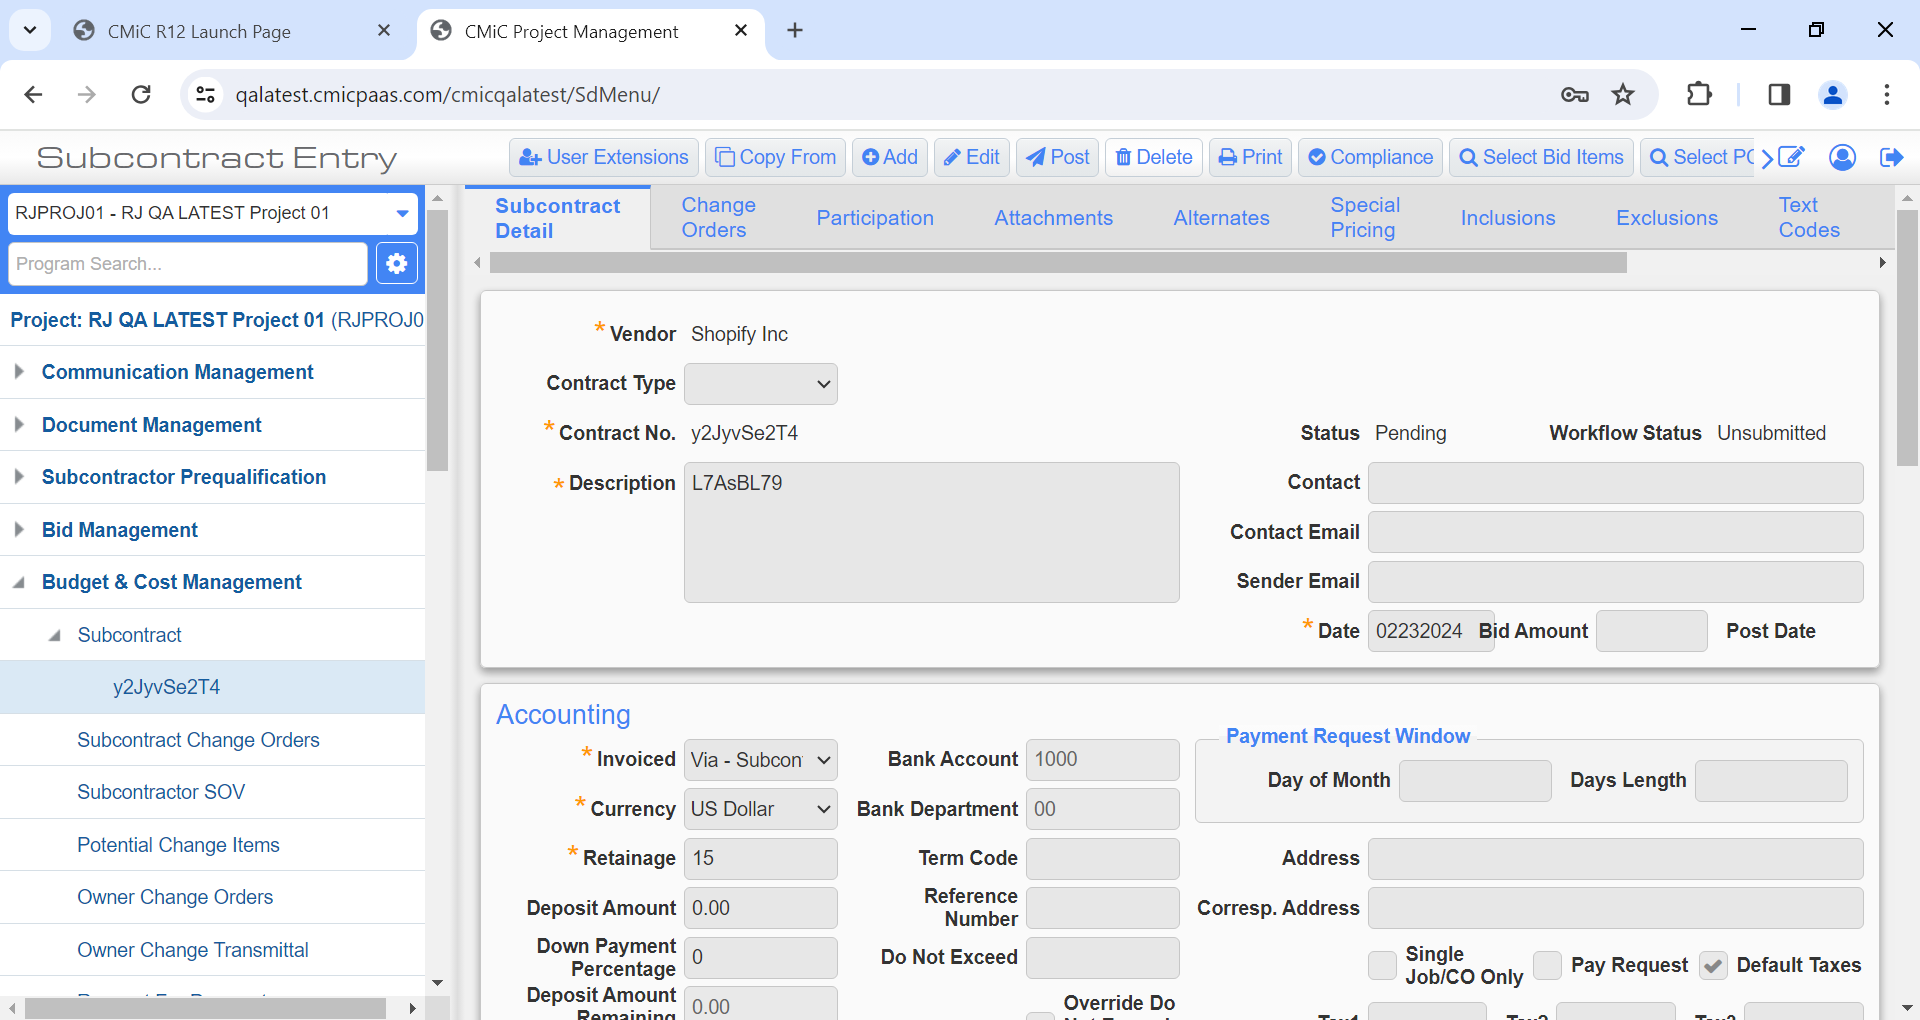 CMiC R12 Launch Page
CMiC Project Management
qalatest.cmicpaas.com/cmicqalatest/SdMenu/
Subcontract Entry
User Extensions
Copy From
Add
Edit
Post
Delete
Print
Compliance
Select Bid Items
Select PC
RJPROJ01 - RJ QA LATEST Project 01
Program Search...
Project: RJ QA LATEST Project 01 (RJPROJ0
Communication Management
Document Management
Subcontractor Prequalification
Bid Management
Budget & Cost Management
Subcontract
y2JyvSe2T4
Subcontract Change Orders
Subcontractor SOV
Potential Change Items
Owner Change Orders
Owner Change Transmittal
Subcontract Detail
Change Orders
Participation
Attachments
Alternates
Special Pricing
Inclusions
Exclusions
Text Codes
* Vendor Shopify Inc
Contract Type
* Contract No. y2JyvSe2T4
Status Pending
Workflow Status Unsubmitted
* Description L7AsBL79
Contact
Contact Email
Sender Email
* Date 02232024
Bid Amount
Post Date
Accounting
* Invoiced Via - Subcon
* Currency US Dollar
* Retainage 15
Deposit Amount 0.00
Down Payment Percentage 0
Deposit Amount Remaining 0.00
Bank Account 1000
Bank Department 00
Term Code
Reference Number
Do Not Exceed
Override Do
Payment Request Window
Day of Month
Days Length
Address
Corresp. Address
Single Job/CO Only
Pay Request
Default Taxes